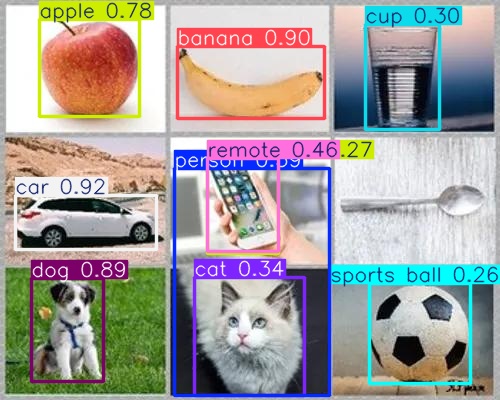 apple 0.78
banana 0.90
cup 0.30
remote 0.46.27
person 0.59
car 0.92
dog 0.89
cat 0.34
sports ball 0.26